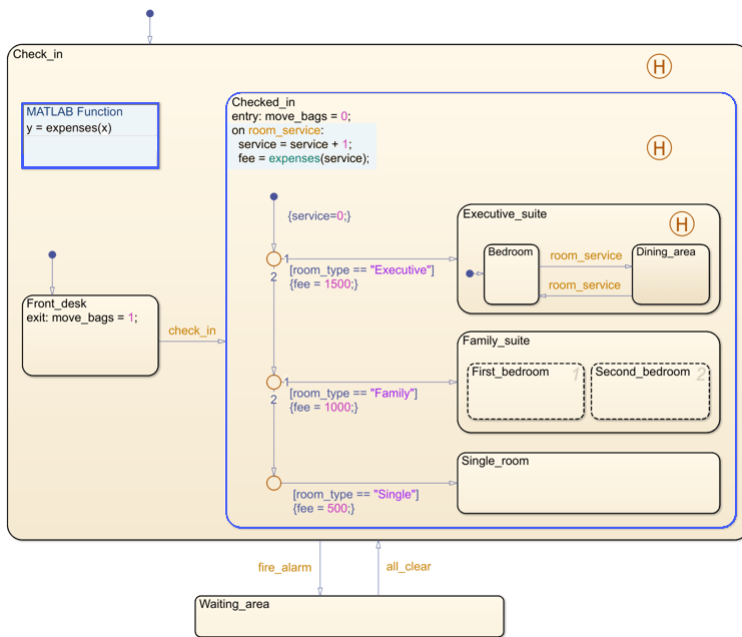 Check_in
H
MATLAB Function
y = expenses(x)
Checked_in
entry: move_bags = 0;
on room_service:
service = service + 1;
fee = expenses(service);
H
{service=0;}
Executive_suite
H
1
2
[room_type == "Executive"]
{fee = 1500;}
Bedroom
room_service
room_service
Dining_area
Front_desk
exit: move_bags = 1;
check_in
Family_suite
First_bedroom 1
Second_bedroom 2
1
2
[room_type == "Family"]
{fee = 1000;}
Single_room
[room_type == "Single"]
{fee = 500;}
fire_alarm
all_clear
Waiting_area